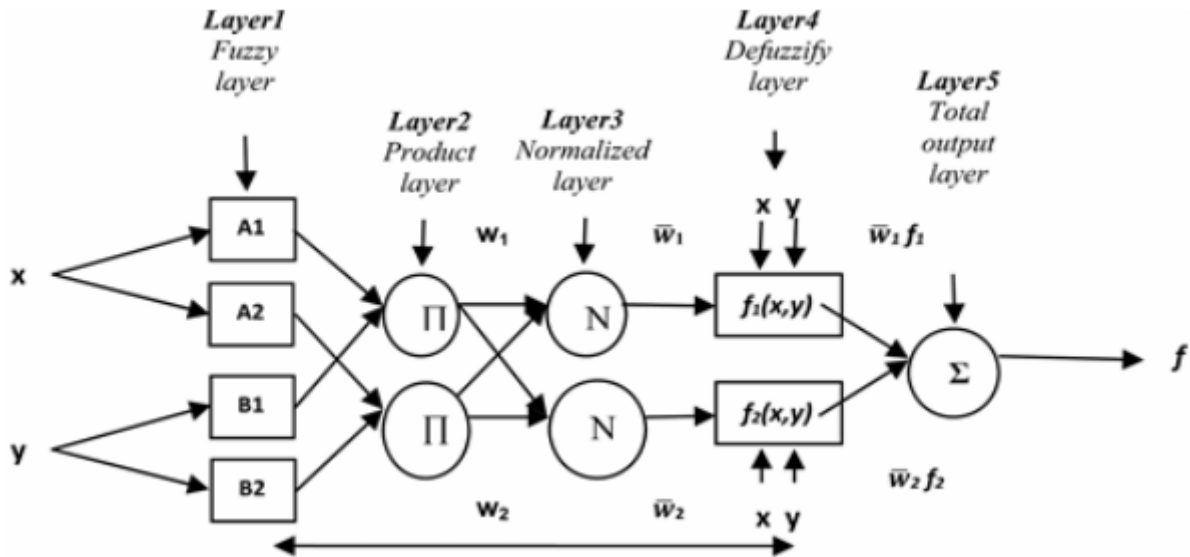 Layer1
Fuzzy
layer
Layer2
Product
layer
Layer3
Normalized
layer
Layer4
Defuzzify
layer
Layer5
Total
output
layer
x
y
A1
A2
B1
B2
Π
Π
w₁
w₂
N
N
w̅₁
w̅₂
x y
f₁(x,y)
f₂(x,y)
x y
w̅₁ f₁
w̅₂ f₂
Σ
f